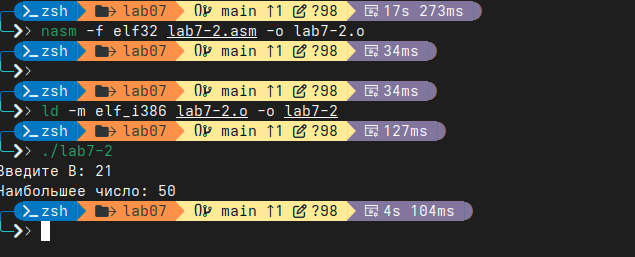 zsh lab07 main ↑1 ?98 17s 273ms
nasm -f elf32 lab7-2.asm -o lab7-2.o
zsh lab07 main ↑1 ?98 34ms
zsh lab07 main ↑1 ?98 34ms
ld -m elf_i386 lab7-2.o -o lab7-2
zsh lab07 main ↑1 ?98 127ms
./lab7-2
Введите B: 21
Наибольшее число: 50
zsh lab07 main ↑1 ?98 4s 104ms